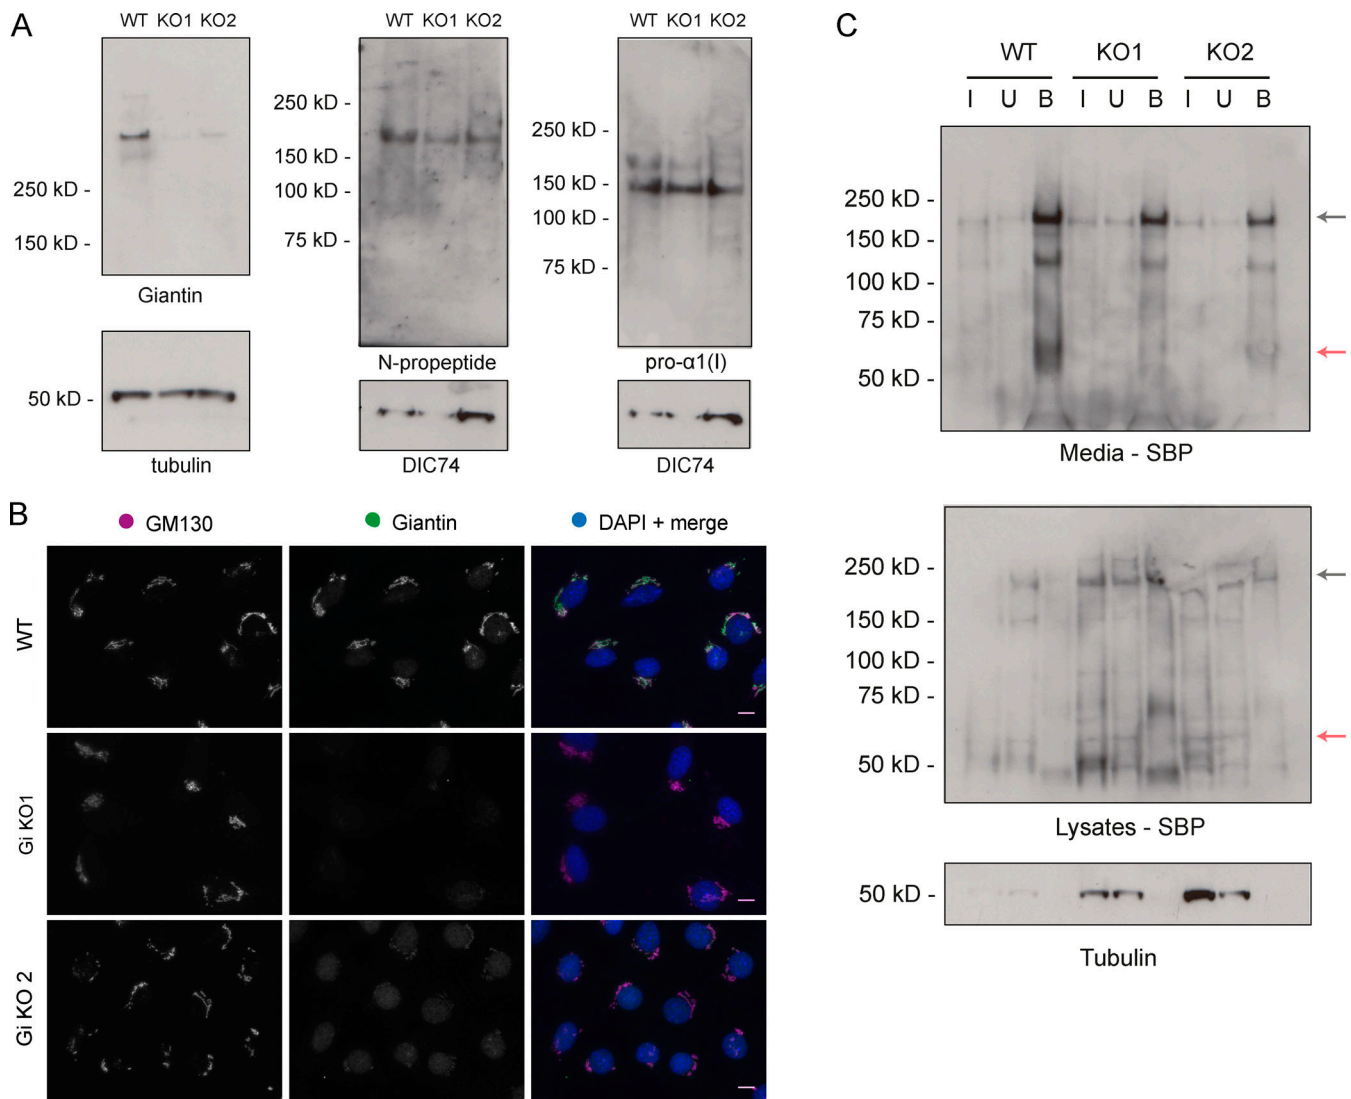 A
WT KO1 KO2
250 kD -
150 kD -
Giantin
50 kD -
tubulin
WT KO1 KO2
250 kD -
150 kD -
100 kD -
75 kD -
N-propeptide
DIC74
WT KO1 KO2
250 kD -
150 kD -
100 kD -
75 kD -
pro-α1(I)
DIC74
B
GM130
Giantin
DAPI + merge
WT
Gi KO1
Gi KO 2
C
WT KO1 KO2
I U B I U B I U B
250 kD -
150 kD -
100 kD -
75 kD -
50 kD -
Media - SBP
250 kD -
150 kD -
100 kD -
75 kD -
50 kD -
Lysates - SBP
50 kD -
Tubulin